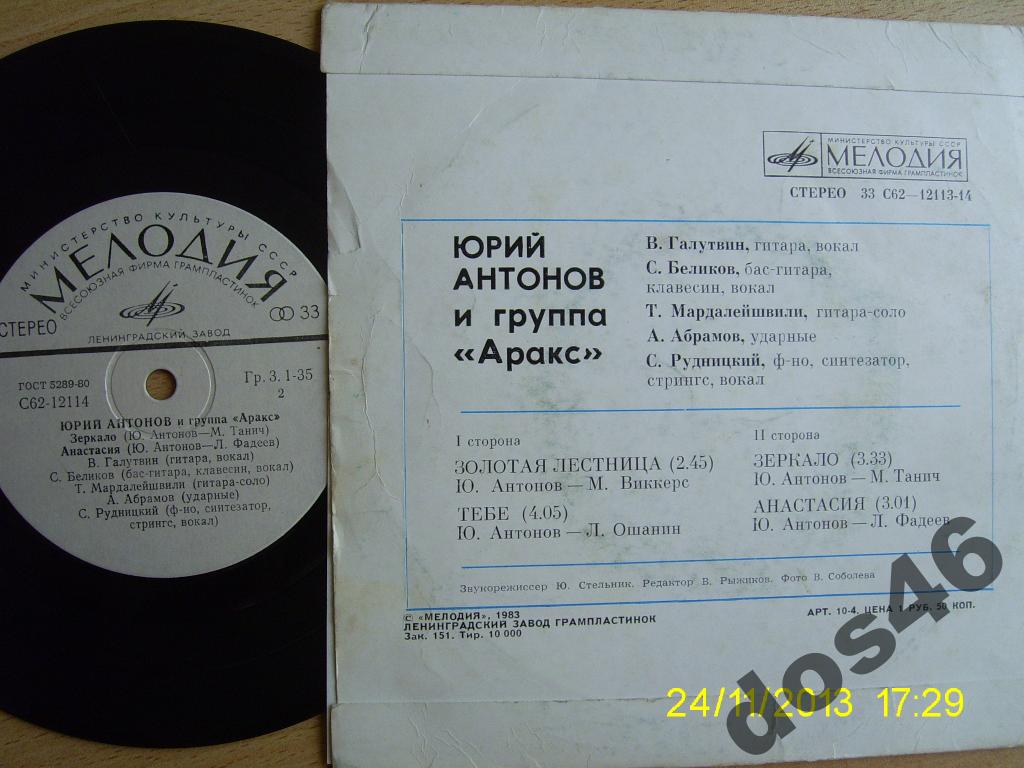 МИНИСТЕРСТВО КУЛЬТУРЫ СССР
МЕЛОДИЯ
ВСЕСОЮЗНАЯ ФИРМА ГРАМПЛАСТИНОК
СТЕРЕО
33
ЛЕНИНГРАДСКИЙ ЗАВОД
ГОСТ 5289-80
Гр. 3. 1-35
С62-12114
2
ЮРИЙ АНТОНОВ и группа «Аракс»
Зеркало (Ю. Антонов—М. Танич)
Анастасия (Ю. Антонов—Л. Фадеев)
В. Галутвин (гитара, вокал)
С. Беликов (бас-гитара, клавесин, вокал)
Т. Мардалейшвили (гитара-соло)
А. Абрамов (ударные)
С. Рудницкий (ф-но, синтезатор,
стрингс, вокал)
МИНИСТЕРСТВО КУЛЬТУРЫ СССР
МЕЛОДИЯ
ВСЕСОЮЗНАЯ ФИРМА ГРАМПЛАСТИНОК
СТЕРЕО 33 С62—12113-14
ЮРИЙ
АНТОНОВ
и группа
«Аракс»
В. Галутвин, гитара, вокал
С. Беликов, бас-гитара,
клавесин, вокал
Т. Мардалейшвили, гитара-соло
А. Абрамов, ударные
С. Рудницкий, ф-но, синтезатор,
стрингс, вокал
I сторона
ЗОЛОТАЯ ЛЕСТНИЦА (2.45)
Ю. Антонов — М. Виккерс
ТЕБЕ (4.05)
Ю. Антонов — Л. Ошанин
II сторона
ЗЕРКАЛО (3.33)
Ю. Антонов — М. Танич
АНАСТАСИЯ (3.01)
Ю. Антонов — Л. Фадеев
Звукорежиссер Ю. Стельник. Редактор В. Рыжиков. Фото В. Соболева
© «МЕЛОДИЯ», 1983
ЛЕНИНГРАДСКИЙ ЗАВОД ГРАМПЛАСТИНОК
Зак. 151. Тир. 10 000
АРТ. 10-4. ЦЕНА 1 РУБ. 50 КОП.
24/11/2013 17:29
dos46